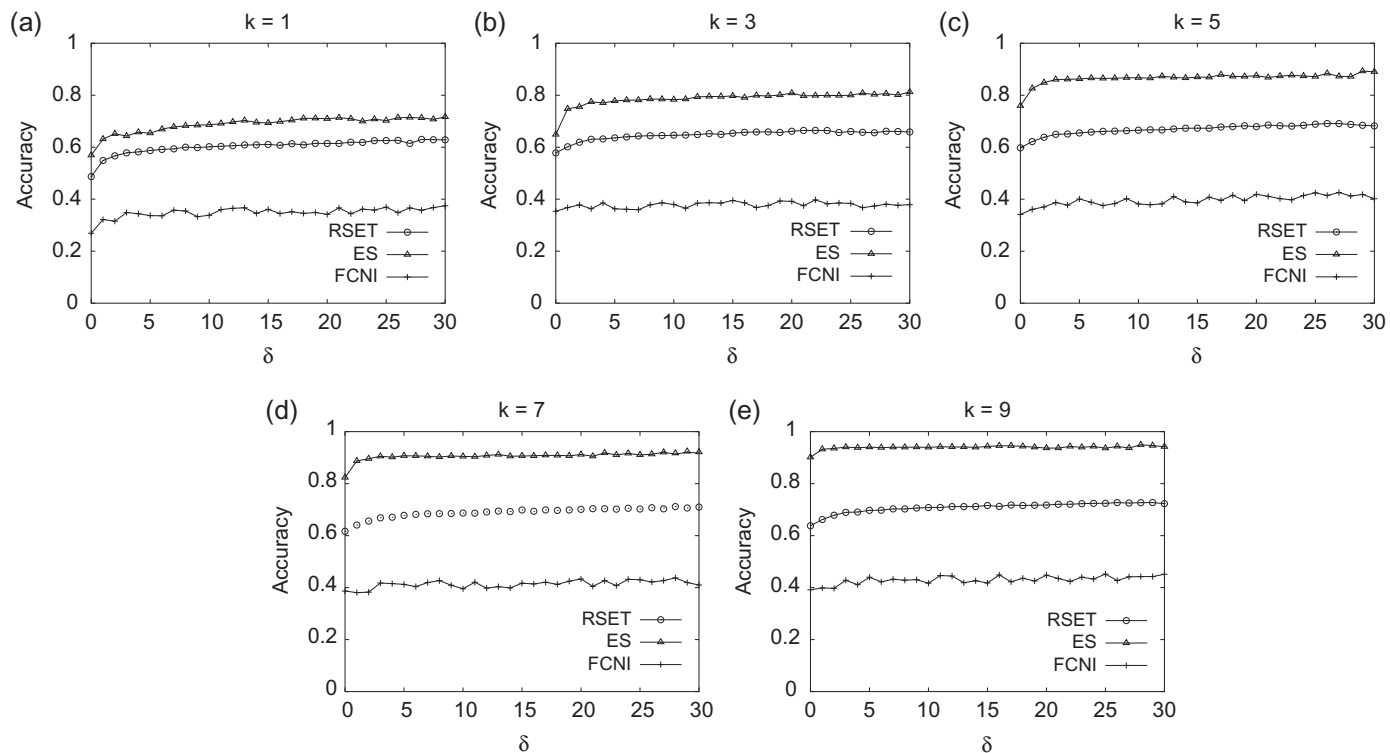 (a)
k = 1
Accuracy
1
0.8
0.6
0.4
0.2
0
RSET
ES
FCNI
0 5 10 15 20 25 30
δ
(b)
k = 3
Accuracy
1
0.8
0.6
0.4
0.2
0
RSET
ES
FCNI
0 5 10 15 20 25 30
δ
(c)
k = 5
Accuracy
1
0.8
0.6
0.4
0.2
0
RSET
ES
FCNI
0 5 10 15 20 25 30
δ
(d)
k = 7
Accuracy
1
0.8
0.6
0.4
0.2
0
RSET
ES
FCNI
0 5 10 15 20 25 30
δ
(e)
k = 9
Accuracy
1
0.8
0.6
0.4
0.2
0
RSET
ES
FCNI
0 5 10 15 20 25 30
δ